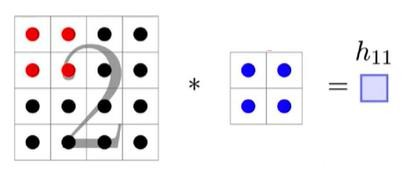 2
*
=
h₁₁